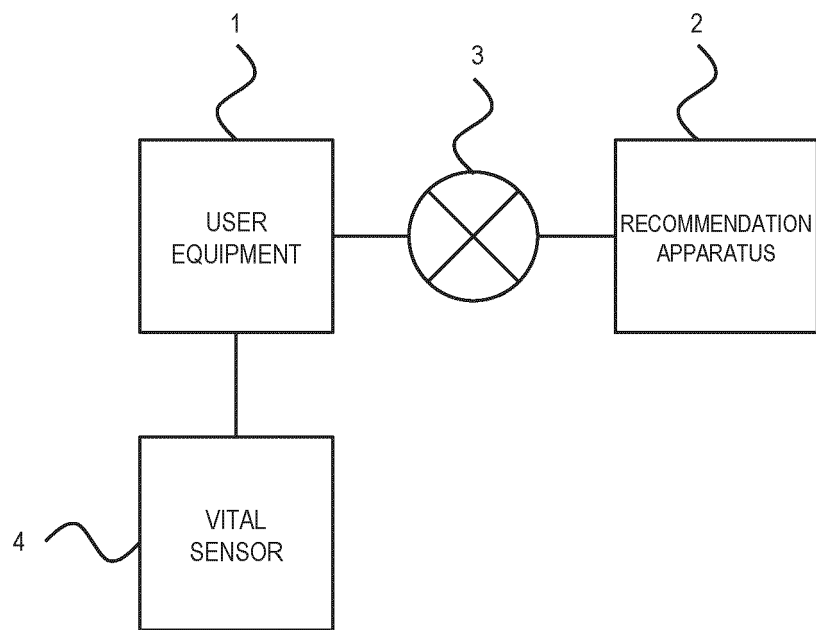 1
3
2
USER
EQUIPMENT
RECOMMENDATION
APPARATUS
VITAL
SENSOR
4